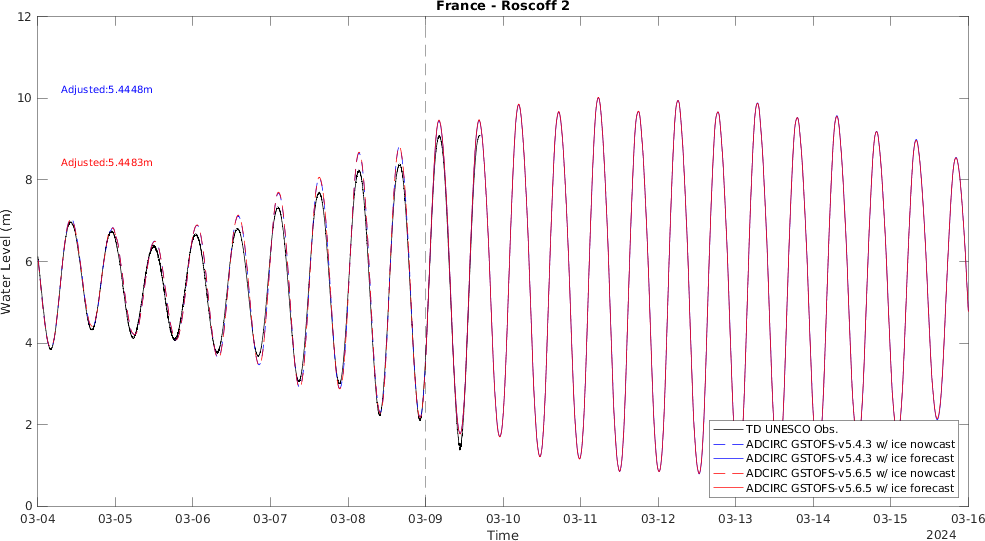 France - Roscoff 2
12
10
8
6
4
2
0
Water Level (m)
Adjusted:5.4448m
Adjusted:5.4483m
TD UNESCO Obs.
ADCIRC GSTOFS-v5.4.3 w/ ice nowcast
ADCIRC GSTOFS-v5.4.3 w/ ice forecast
ADCIRC GSTOFS-v5.6.5 w/ ice nowcast
ADCIRC GSTOFS-v5.6.5 w/ ice forecast
03-04 03-05 03-06 03-07 03-08 03-09 03-10 03-11 03-12 03-13 03-14 03-15 03-16
Time
2024